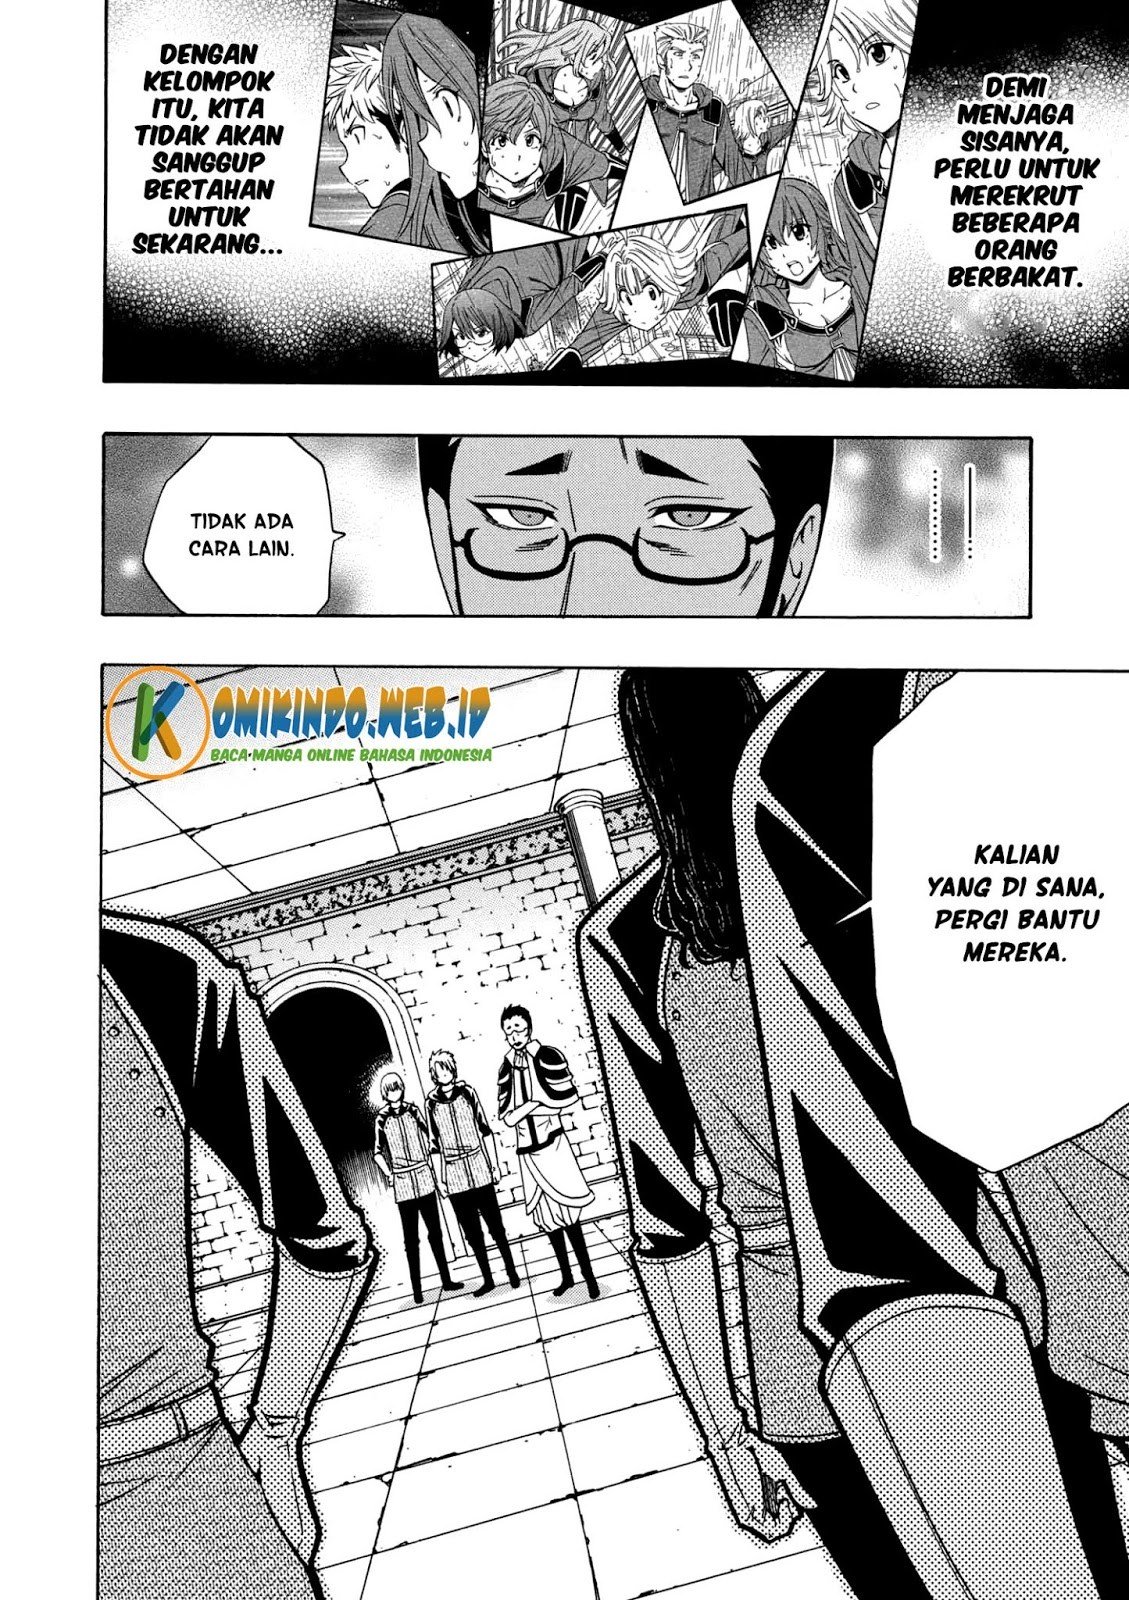 DEMI
MENJAGA
SISANYA,
PERLU UNTUK
MEREKRUT
BEBERAPA
ORANG
BERBAKAT.
DENGAN
KELOMPOK
ITU, KITA
TIDAK AKAN
SANGGUP
BERTAHAN
UNTUK
SEKARANG...
TIDAK ADA
CARA LAIN.
KOMIKINDO.WEB.ID
BACA MANGA ONLINE BAHASA INDONESIA
KALIAN
YANG DI SANA,
PERGI BANTU
MEREKA.